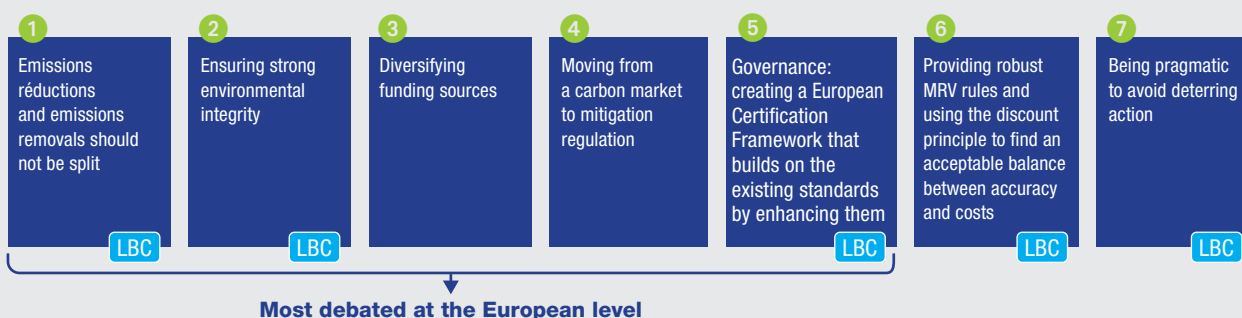 1
Emissions
réductions
and emissions
removals should
not be split
LBC
2
Ensuring strong
environmental
integrity
LBC
3
Diversifying
funding sources
4
Moving from
a carbon market
to mitigation
regulation
5
Governance:
creating a European
Certification
Framework that
builds on the
existing standards
by enhancing them
LBC
6
Providing robust
MRV rules and
using the discount
principle to find an
acceptable balance
between accuracy
and costs
LBC
7
Being pragmatic
to avoid deterring
action
LBC
Most debated at the European level